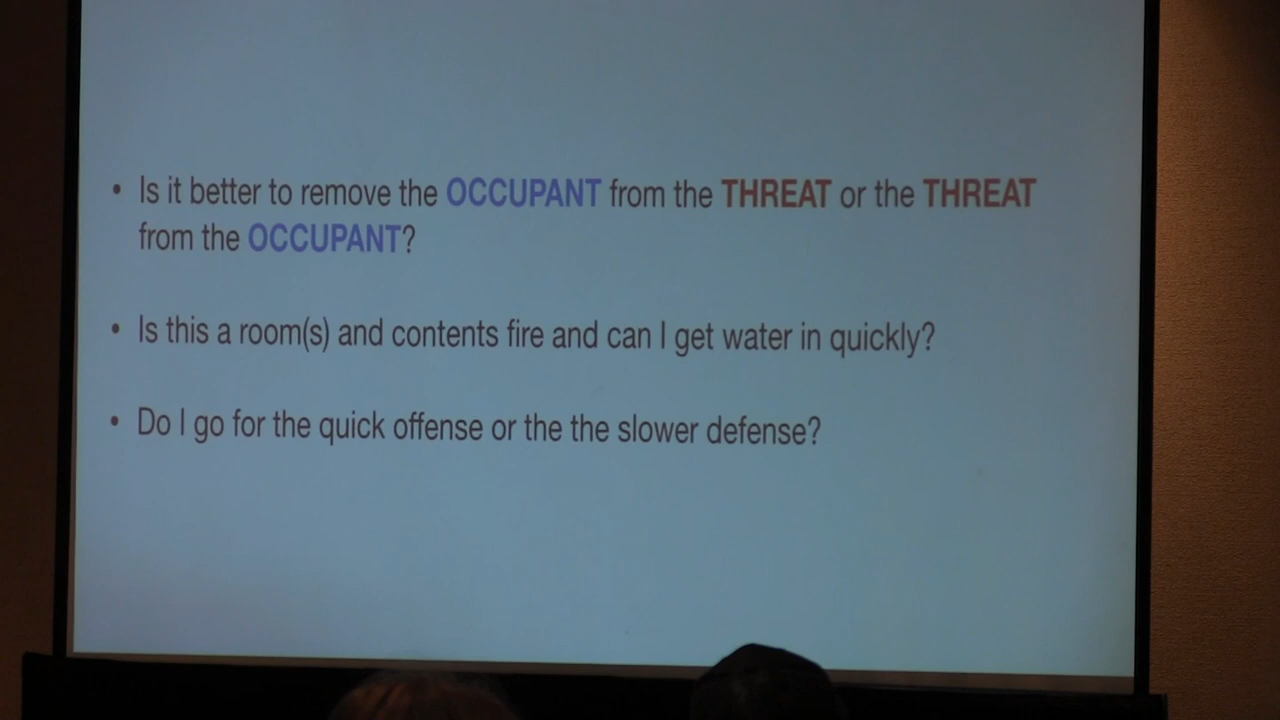 • Is it better to remove the OCCUPANT from the THREAT or the THREAT
from the OCCUPANT?
• Is this a room(s) and contents fire and can I get water in quickly?
• Do I go for the quick offense or the the slower defense?